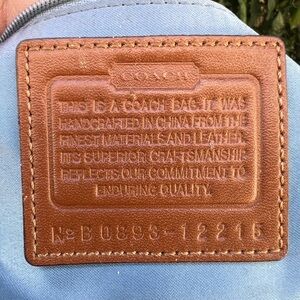 COACH
THIS IS A COACH BAG. IT WAS
HANDCRAFTED IN CHINA FROM THE
FINEST MATERIALS AND LEATHER.
ITS SUPERIOR CRAFTSMANSHIP
REFLECTS OUR COMMITMENT TO
ENDURING QUALITY.
No B 0893-12215